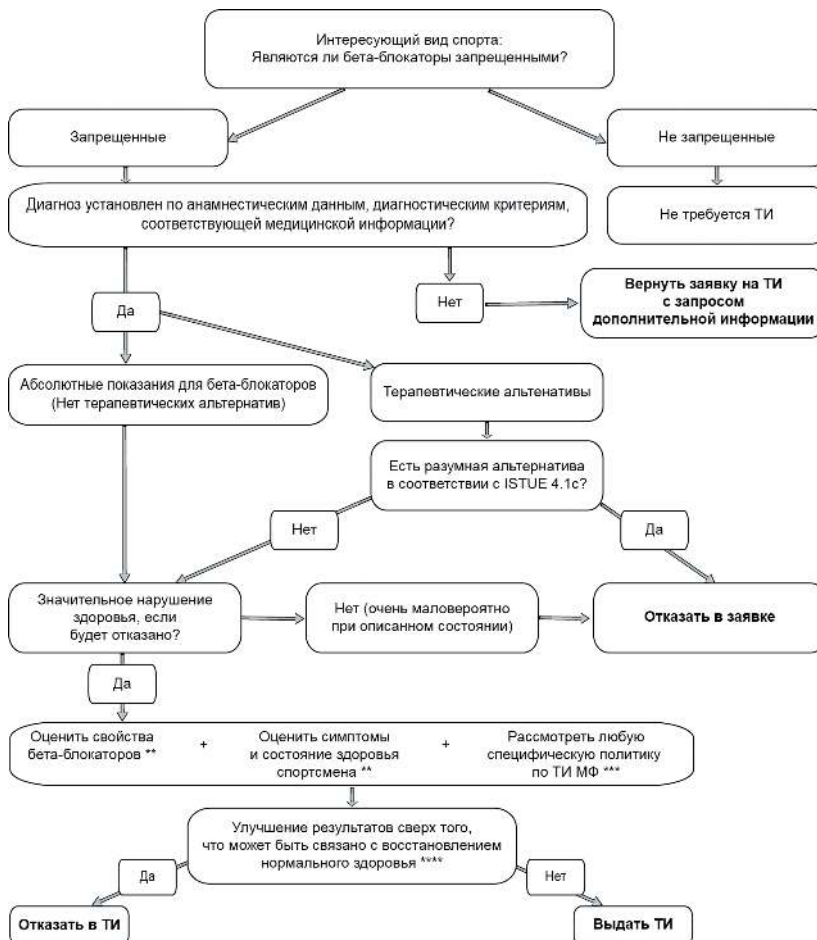 Интересующий вид спорта:
Являются ли бета-блокаторы запрещенными?
Запрещенные
Не запрещенные
Диагноз установлен по анамнестическим данным, диагностическим критериям,
соответствующей медицинской информации?
Не требуется ТИ
Да
Нет
Вернуть заявку на ТИ
с запросом
дополнительной информации
Абсолютные показания для бета-блокаторов
(Нет терапевтических альтернатив)
Терапевтические альтенативы
Есть разумная альтернатива
в соответствии с ISTUE 4.1c?
Нет
Да
Значительное нарушение
здоровья, если
будет отказано?
Нет (очень маловероятно
при описанном состоянии)
Отказать в заявке
Да
Оценить свойства
бета-блокаторов **
+
Оценить симптомы
и состояние здоровья
спортсмена **
+
Рассмотреть любую
специфическую политику
по ТИ МФ ***
Улучшение результатов сверх того,
что может быть связано с восстановлением
нормального здоровья ****
Да
Нет
Отказать в ТИ
Выдать ТИ